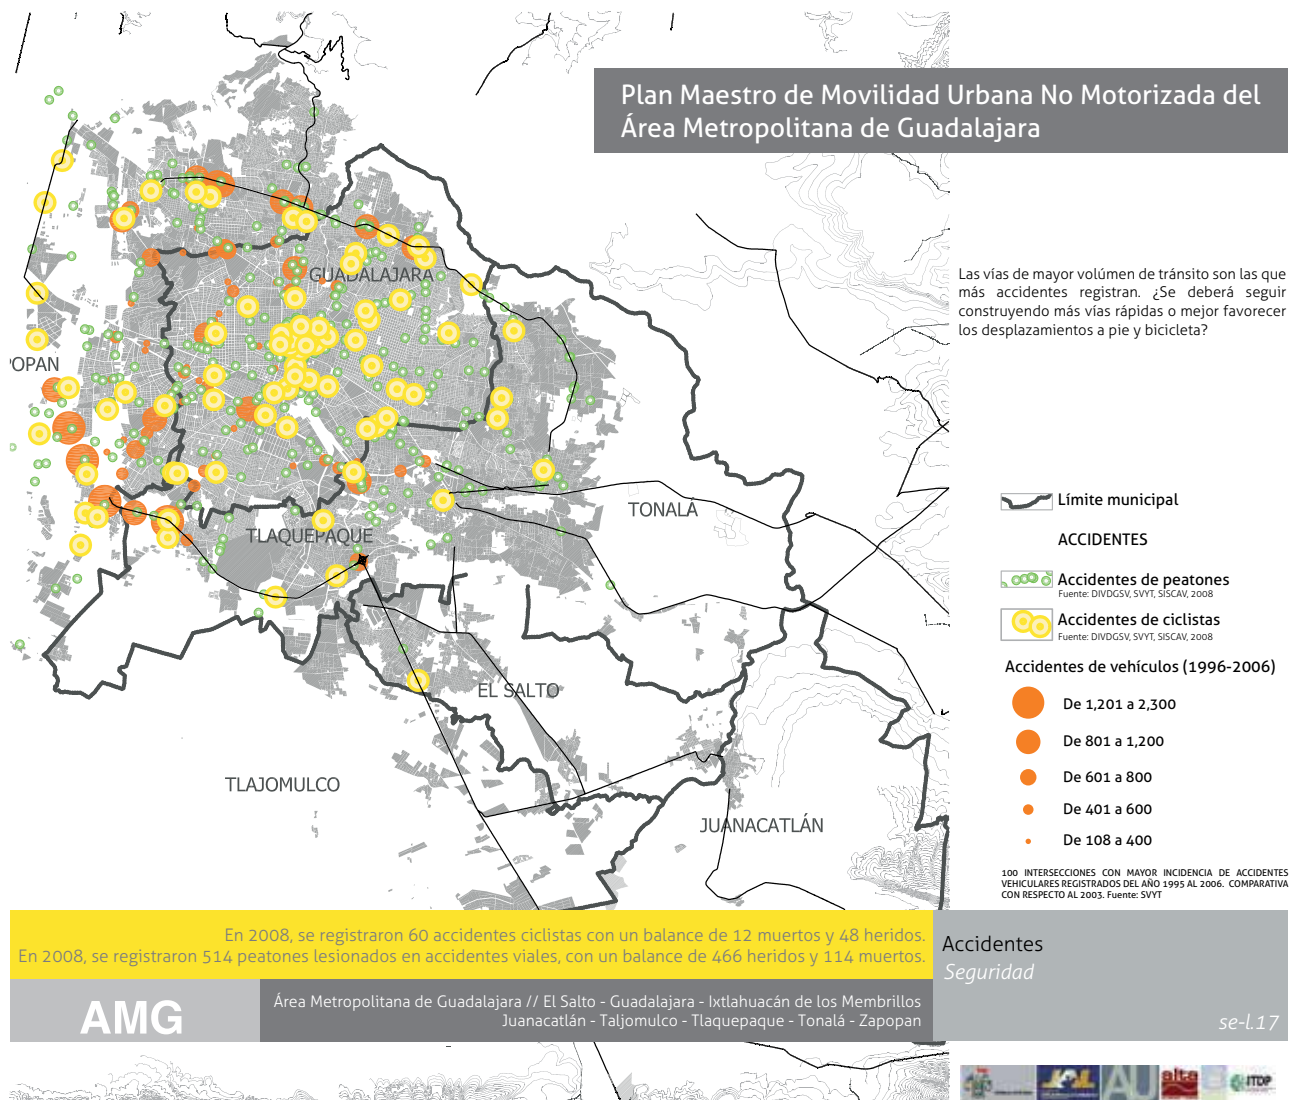 Plan Maestro de Movilidad Urbana No Motorizada del
Área Metropolitana de Guadalajara
Las vías de mayor volúmen de tránsito son las que
más accidentes registran. ¿Se deberá seguir
construyendo más vías rápidas o mejor favorecer
los desplazamientos a pie y bicicleta?
GUADALAJARA
OPAN
TONALÁ
TLAQUEPAQUE
EL SALTO
TLAJOMULCO
JUANACATLÁN
Límite municipal
ACCIDENTES
Accidentes de peatones
Fuente: DIVDGSV, SVYT, SISCAV, 2008
Accidentes de ciclistas
Fuente: DIVDGSV, SVYT, SISCAV, 2008
Accidentes de vehículos (1996-2006)
De 1,201 a 2,300
De 801 a 1,200
De 601 a 800
De 401 a 600
De 108 a 400
100 INTERSECCIONES CON MAYOR INCIDENCIA DE ACCIDENTES
VEHICULARES REGISTRADOS DEL AÑO 1995 AL 2006. COMPARATIVA
CON RESPECTO AL 2003. Fuente: SVYT
En 2008, se registraron 60 accidentes ciclistas con un balance de 12 muertos y 48 heridos.
En 2008, se registraron 514 peatones lesionados en accidentes viales, con un balance de 466 heridos y 114 muertos.
Accidentes
Seguridad
se-l.17
AMG
Área Metropolitana de Guadalajara // El Salto - Guadalajara - Ixtlahuacán de los Membrillos
Juanacatlán - Taljomulco - Tlaquepaque - Tonalá - Zapopan
AU
alta
ITDP